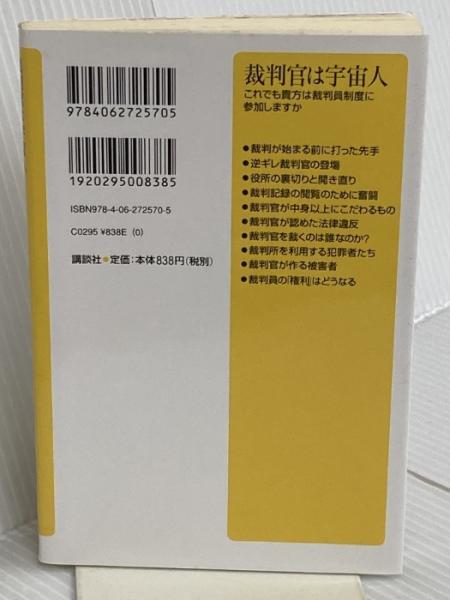 裁判官は宇宙人
これでも貴方は裁判員制度に
参加しますか
●裁判が始まる前に打った先手
●逆ギレ裁判官の登場
●役所の裏切りと開き直り
●裁判記録の閲覧のために奮闘
●裁判官が中身以上にこだわるもの
●裁判官が認めた法律違反
●裁判官を裁くのは誰なのか?
●裁判所を利用する犯罪者たち
●裁判官が作る被害者
●裁判員の「権利」はどうなる
9784062725705
1920295008385
ISBN978-4-06-272570-5
C0295 ¥838E (0)
講談社●定価:本体838円(税別)